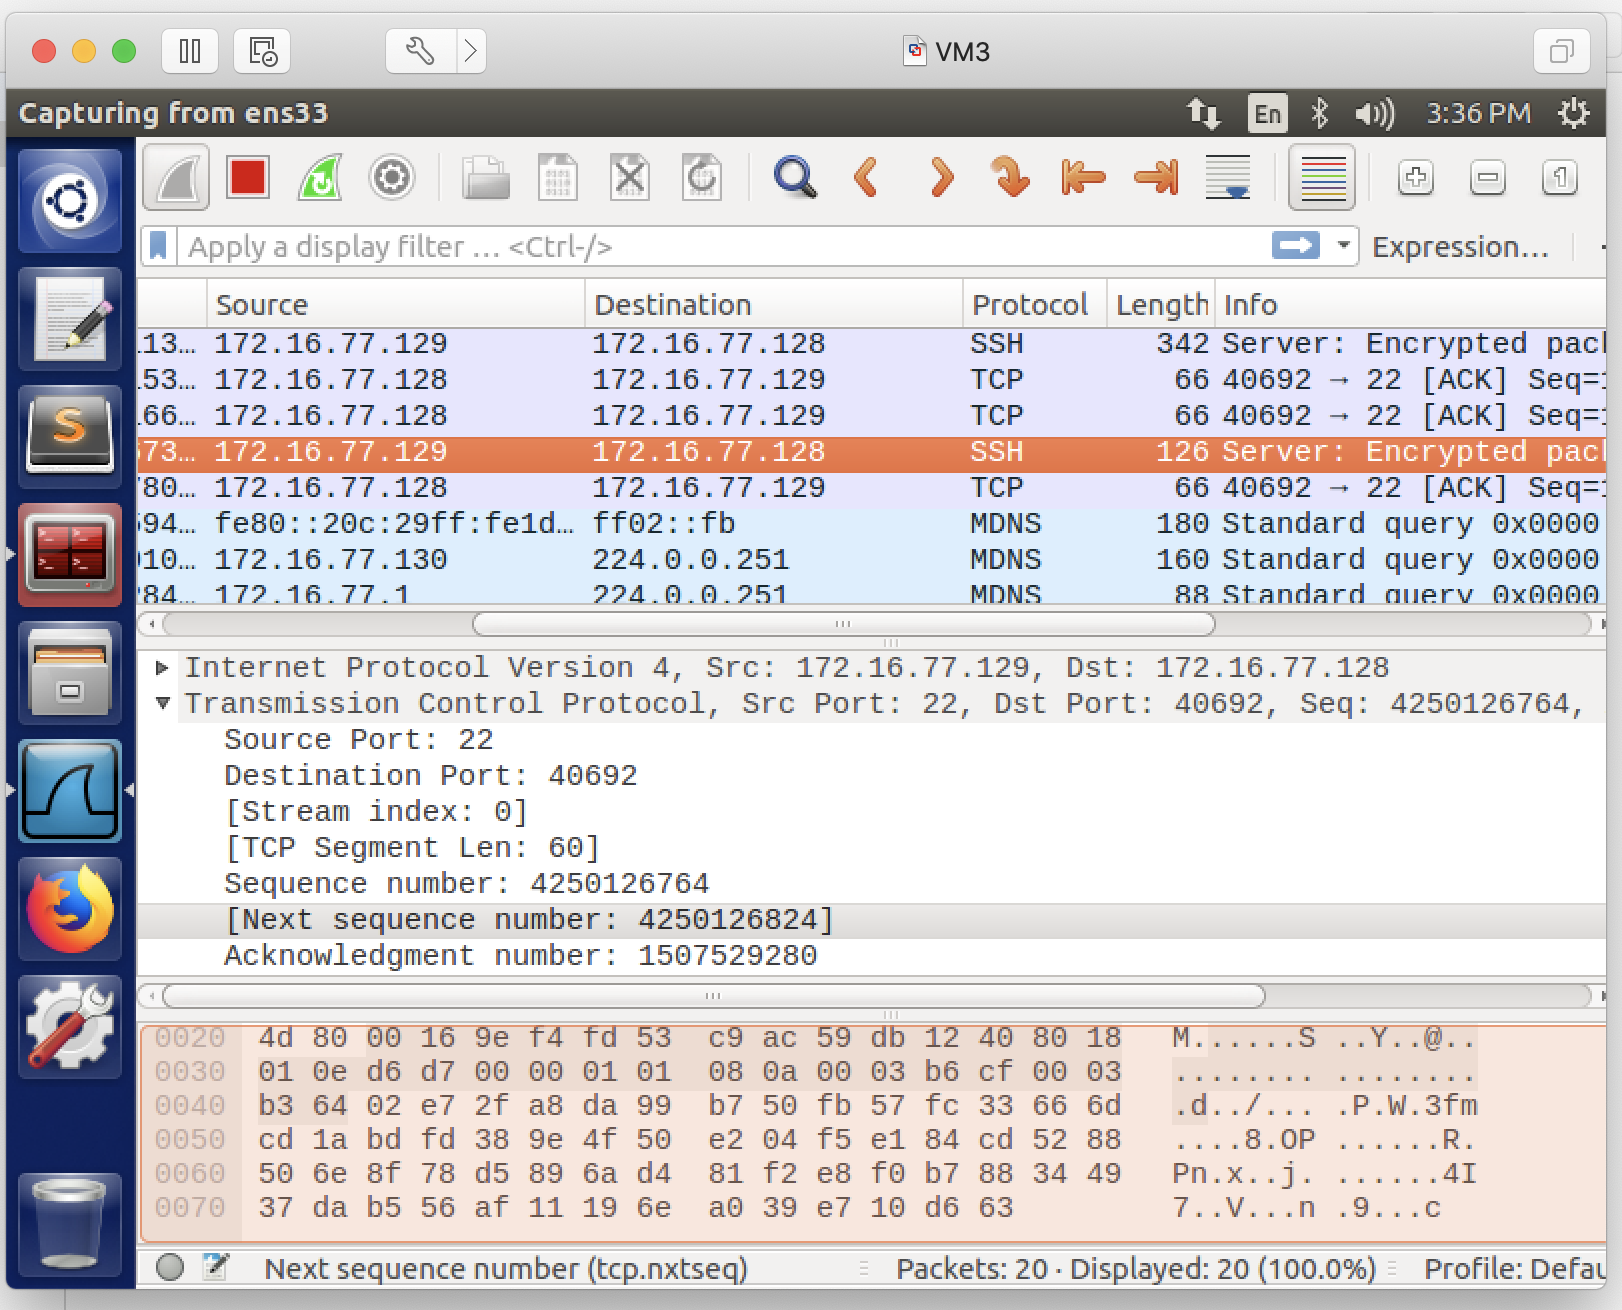 VM3
Capturing from ens33 En 3:36 PM
Apply a display filter … <Ctrl-/> Expression…
Source Destination Protocol Length Info
113… 172.16.77.129 172.16.77.128 SSH 342 Server: Encrypted pac
153… 172.16.77.128 172.16.77.129 TCP 66 40692 → 22 [ACK] Seq=1
166… 172.16.77.128 172.16.77.129 TCP 66 40692 → 22 [ACK] Seq=1
673… 172.16.77.129 172.16.77.128 SSH 126 Server: Encrypted pac
780… 172.16.77.128 172.16.77.129 TCP 66 40692 → 22 [ACK] Seq=1
594… fe80::20c:29ff:fe1d… ff02::fb MDNS 180 Standard query 0x0000
910… 172.16.77.130 224.0.0.251 MDNS 160 Standard query 0x0000
284… 172.16.77.1 224.0.0.251 MDNS 88 Standard query 0x0000
Internet Protocol Version 4, Src: 172.16.77.129, Dst: 172.16.77.128
Transmission Control Protocol, Src Port: 22, Dst Port: 40692, Seq: 4250126764,
Source Port: 22
Destination Port: 40692
[Stream index: 0]
[TCP Segment Len: 60]
Sequence number: 4250126764
[Next sequence number: 4250126824]
Acknowledgment number: 1507529280
0020 4d 80 00 16 9e f4 fd 53 c9 ac 59 db 12 40 80 18 M......S ..Y..@..
0030 01 0e d6 d7 00 00 01 01 08 0a 00 03 b6 cf 00 03 ........ ........
0040 b3 64 02 e7 2f a8 da 99 b7 50 fb 57 fc 33 66 6d .d../... .P.W.3fm
0050 cd 1a bd fd 38 9e 4f 50 e2 04 f5 e1 84 cd 52 88 ....8.OP ......R.
0060 50 6e 8f 78 d5 89 6a d4 81 f2 e8 f0 b7 88 34 49 Pn.x..j. ......4I
0070 37 da b5 56 af 11 19 6e a0 39 e7 10 d6 63 7..V...n .9...c
Next sequence number (tcp.nxtseq) Packets: 20 · Displayed: 20 (100.0%) Profile: Defau